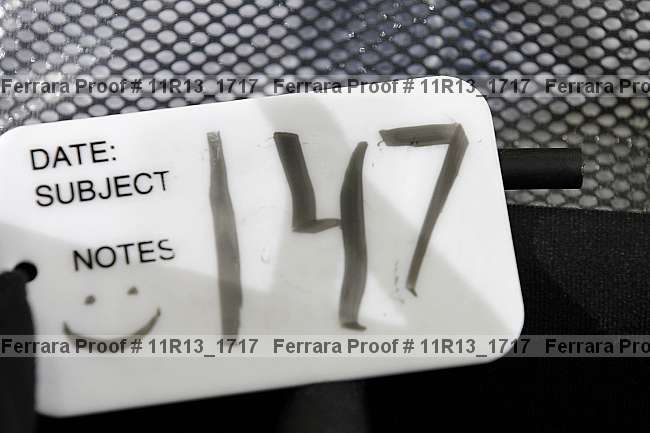 Ferrara Proof # 11R13_1717 Ferrara Proof # 11R13_1717 Ferrara Pro
DATE:
SUBJECT
147
NOTES
Ferrara Proof # 11R13_1717 Ferrara Proof # 11R13_1717 Ferrara Pro